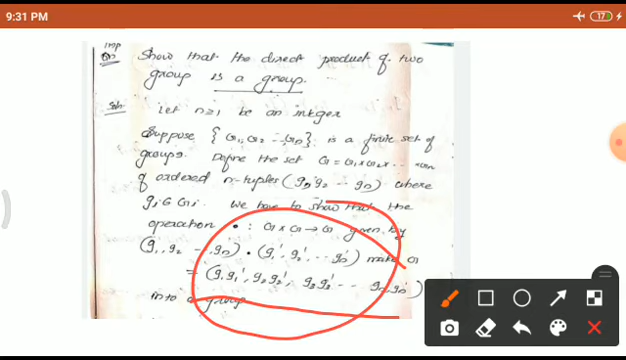 9:31 PM
17
Imp
Qn Show that the direct product of two
group is a group.
Soln Let n≥1 be an integer
Suppose { G1, G2 -- Gn} is a finite set of
groups. Define the set G = G1 × G2 × ...
of ordered n-tuples (g1, g2 -- gn) where
gi ∈ Gi. We have to show that the
operation • : G × G → G given by
(g1, g2 -- gn) • (g1', g2' -- gn') make G
= (g1g1', g2g2', g3g3' -- gngn')
into a group